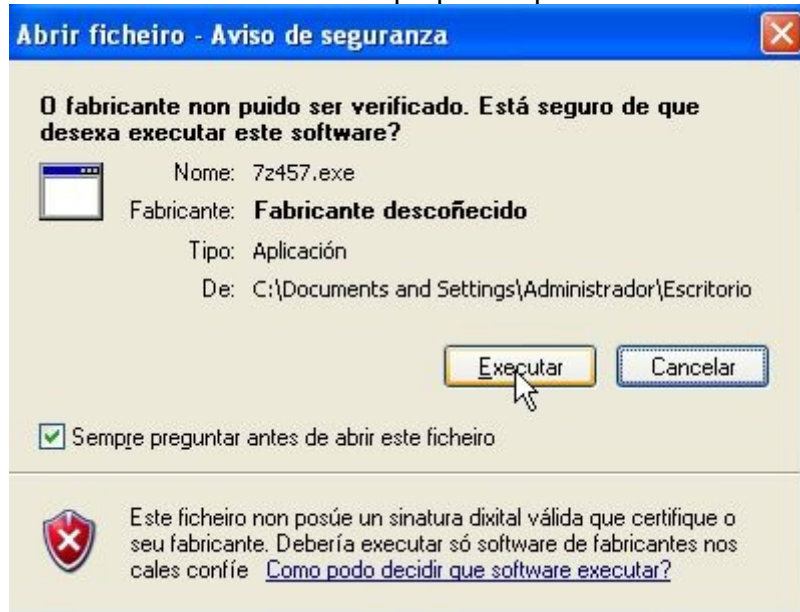 Abrir ficheiro - Aviso de seguranza
O fabricante non puido ser verificado. Está seguro de que
desexa executar este software?
Nome: 7z457.exe
Fabricante: Fabricante descoñecido
Tipo: Aplicación
De: C:\Documents and Settings\Administrador\Escritorio
Executar Cancelar
Sempre preguntar antes de abrir este ficheiro
Este ficheiro non posúe un sinatura dixital válida que certifique o
seu fabricante. Debería executar só software de fabricantes nos
cales confíe Como podo decidir que software executar?